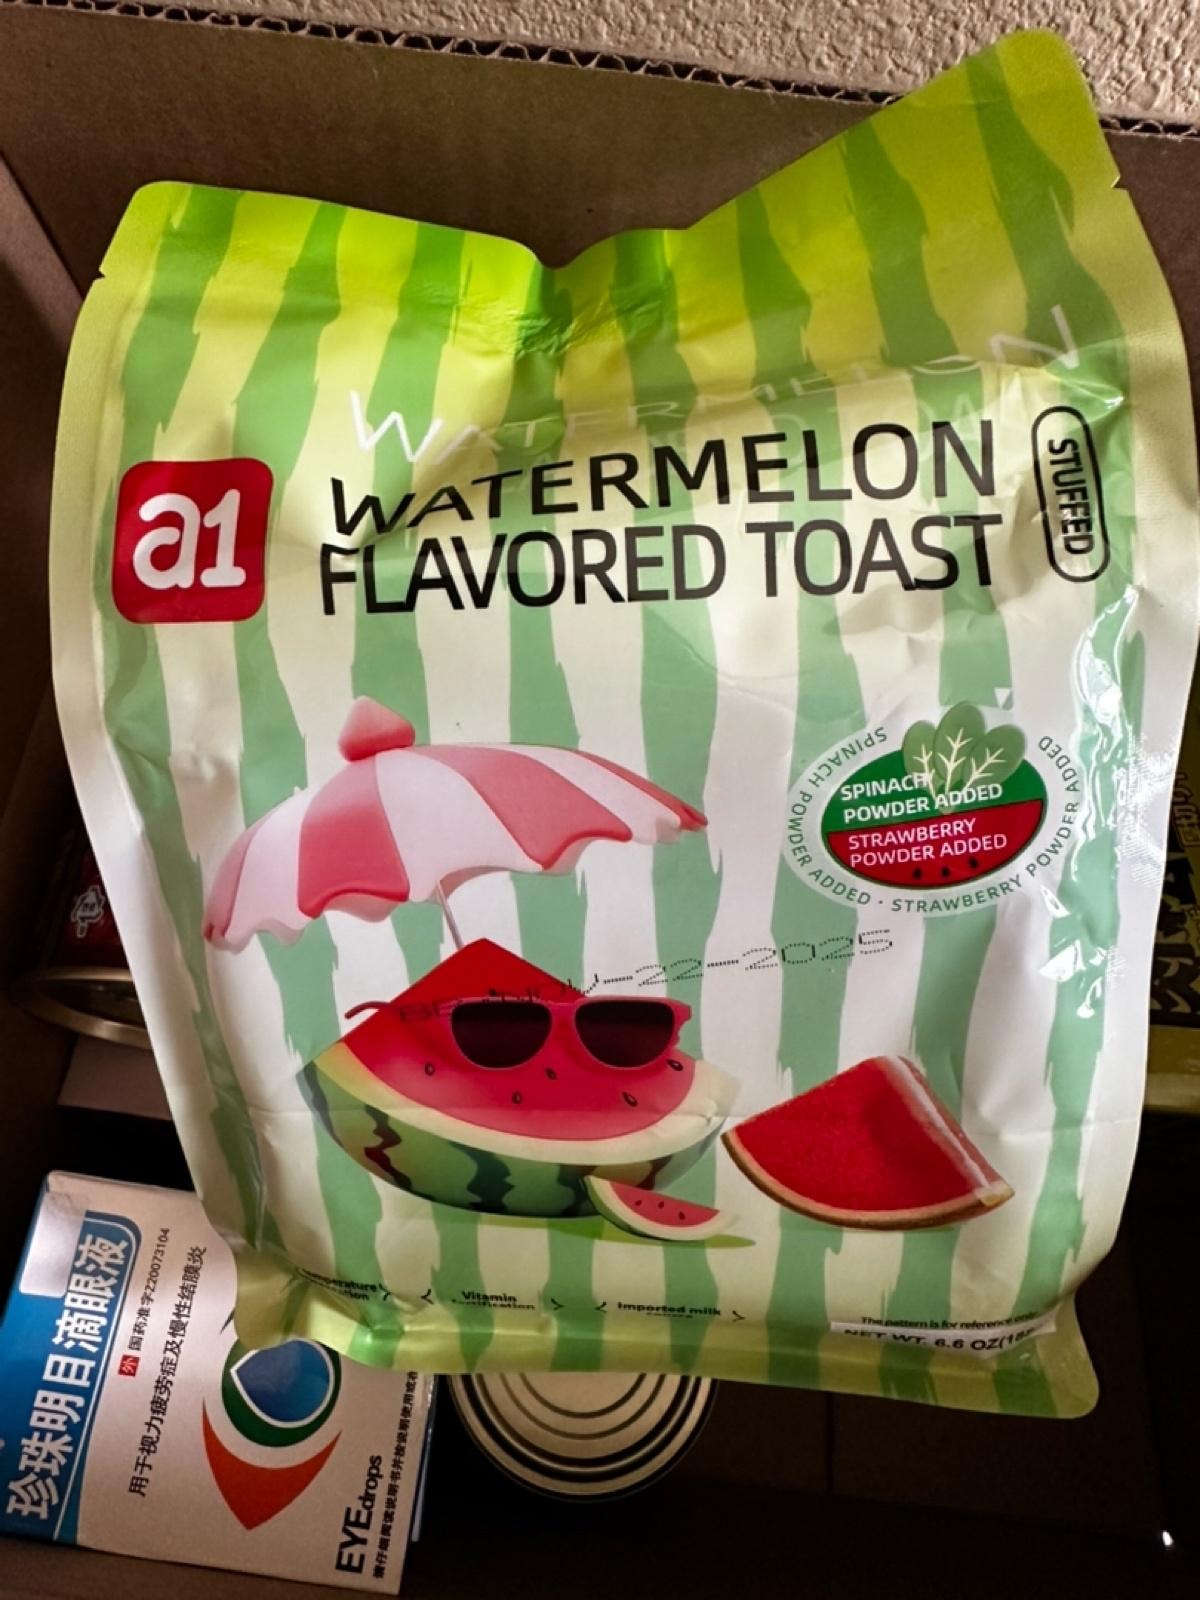 WATERMELON
a1
WATERMELON
FLAVORED TOAST
STUFFED
SPINACH POWDER ADDED
SPINACH
POWDER ADDED
STRAWBERRY
POWDER ADDED
ADDED · STRAWBERRY POWDER ADDED
-22-2025
Vitamin
Imported milk
The pattern is for reference
NET WT. 6.6 OZ
珍珠明目滴眼液
外 国药准字Z20073104
用于视力疲劳症及慢性结膜炎
EYEdrops